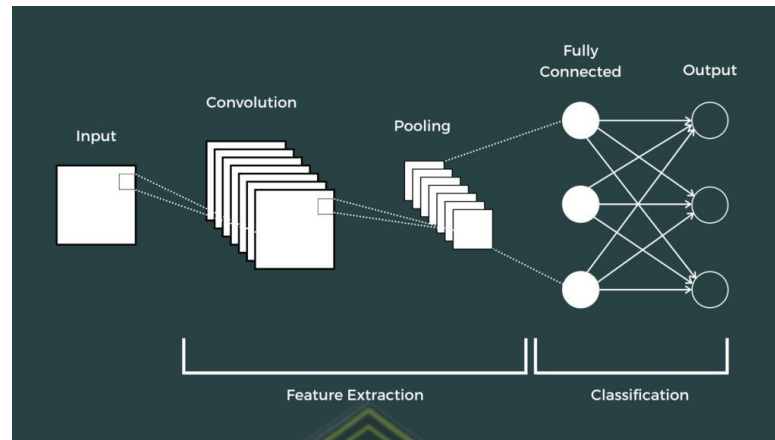 Input
Convolution
Pooling
Fully
Connected
Output
Feature Extraction
Classification